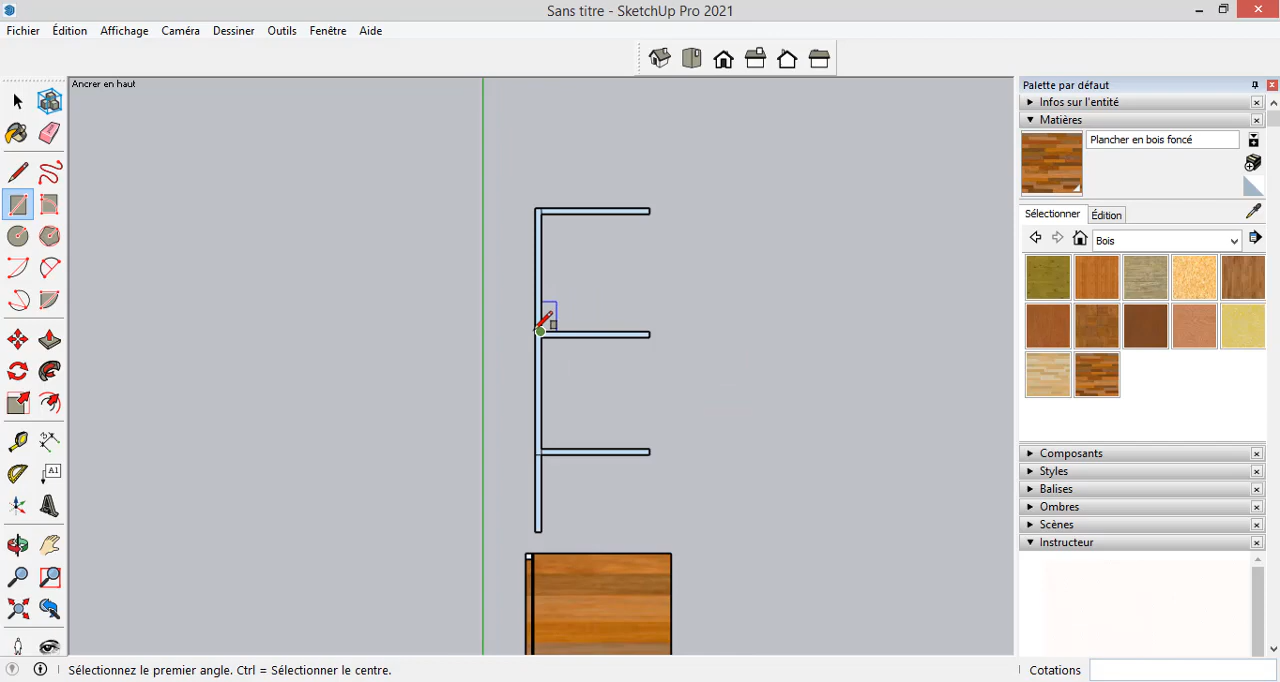 Sans titre - SketchUp Pro 2021
Fichier Édition Affichage Caméra Dessiner Outils Fenêtre Aide
Ancrer en haut
Palette par défaut
Infos sur l'entité
Matières
Plancher en bois foncé
Sélectionner Édition
Bois
A1
Composants
Styles
Balises
Ombres
Scènes
Instructeur
Sélectionnez le premier angle. Ctrl = Sélectionner le centre.
Cotations